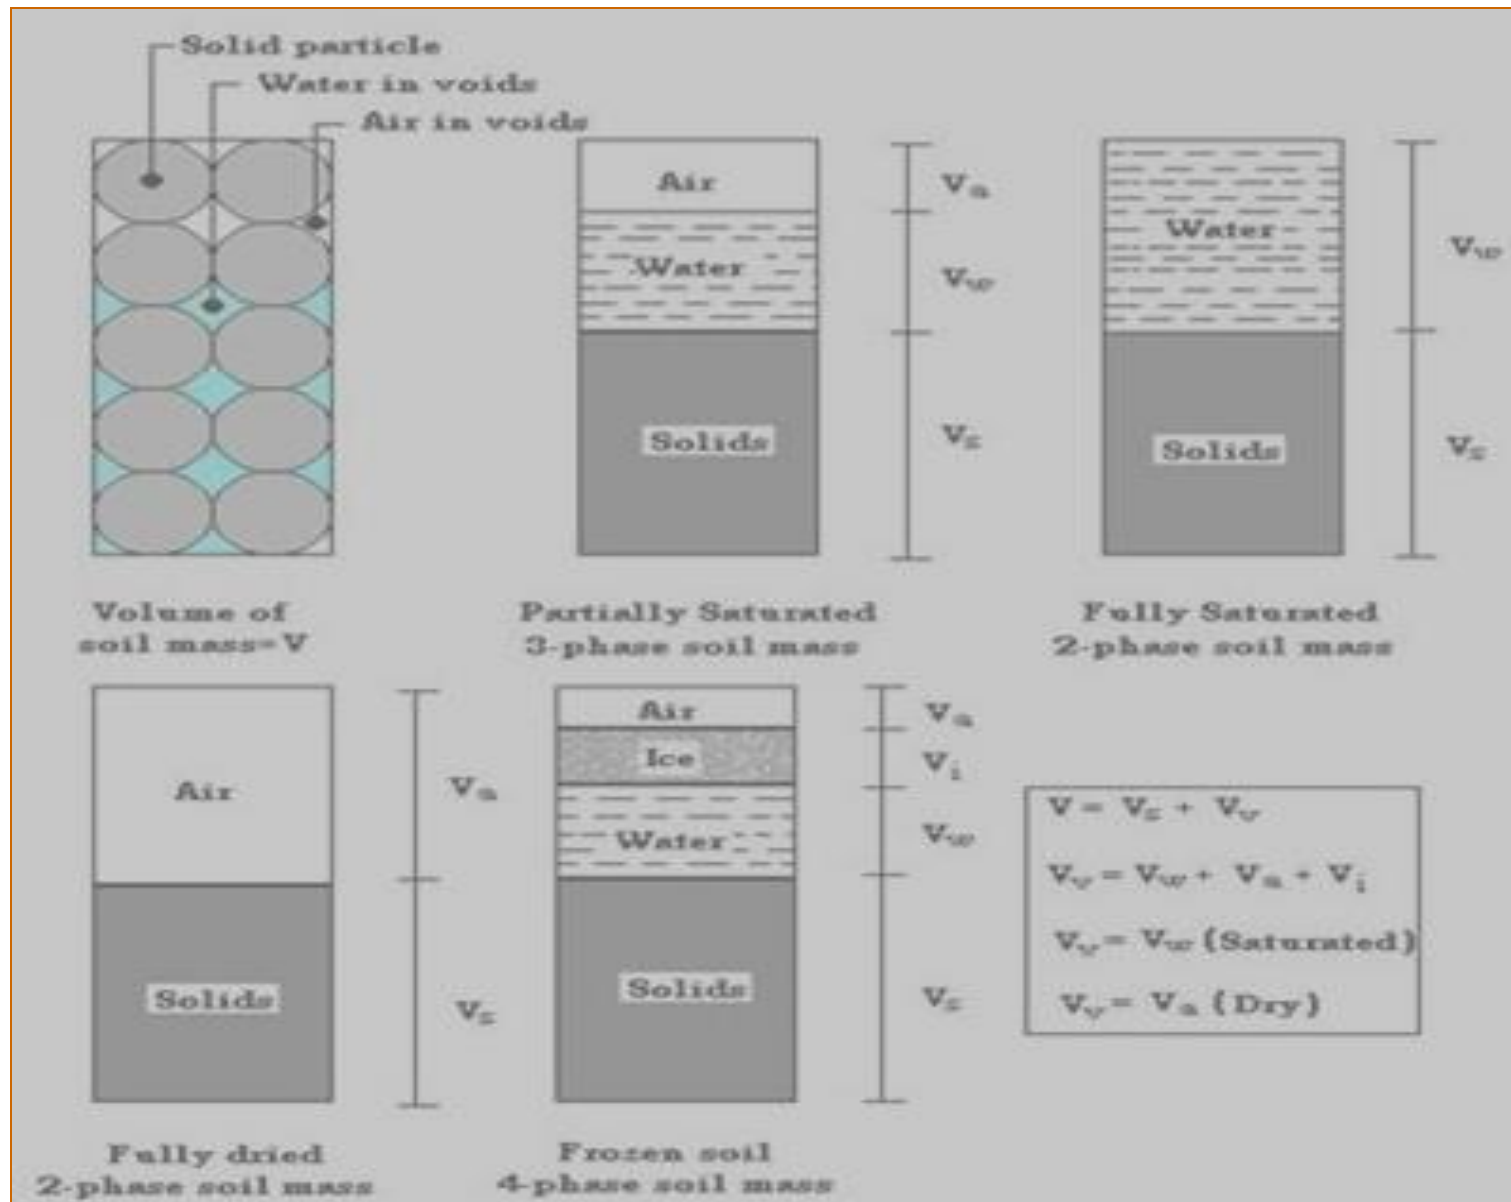 Solid particle
Water in voids
Air in voids
Air
Water
Solids
Va
Vw
Vs
Water
Solids
Vw
Vs
Volume of
soil mass=V
Partially Saturated
3-phase soil mass
Fully Saturated
2-phase soil mass
Air
Solids
Va
Vs
Air
Ice
Water
Solids
Va
Vi
Vw
Vs
V = Vs + Vv
Vv = Vw + Va + Vi
Vv = Vw (Saturated)
Vv = Va (Dry)
Fully dried
2-phase soil mass
Frozen soil
4-phase soil mass